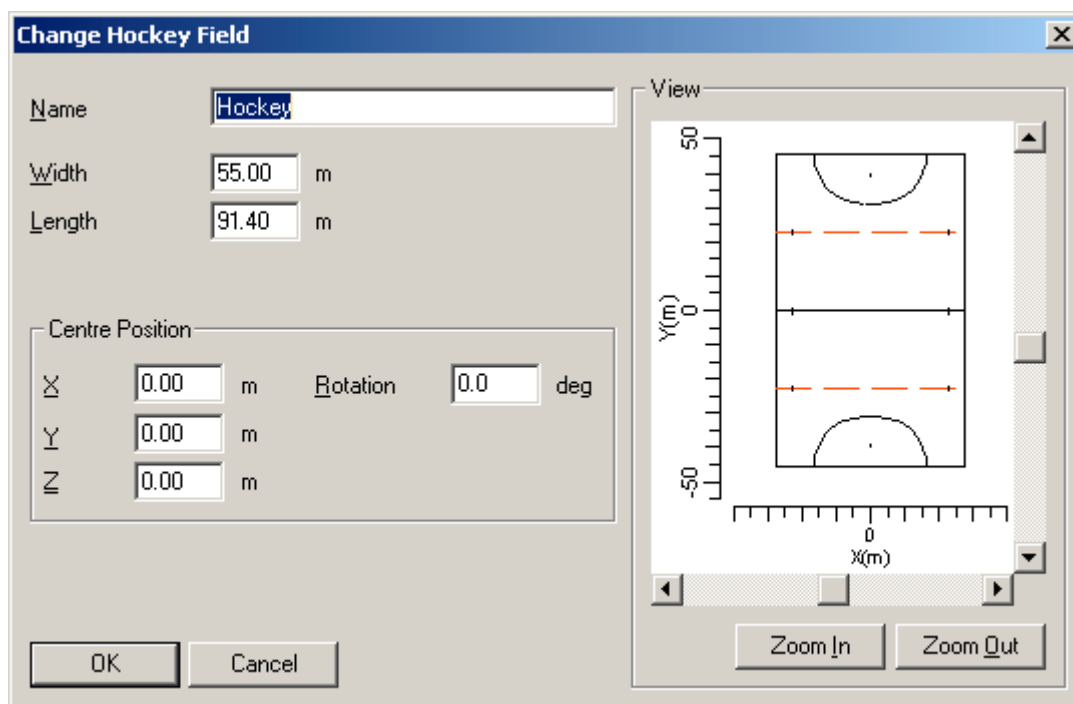 Change Hockey Field
Name Hockey
Width 55.00 m
Length 91.40 m
Centre Position
X 0.00 m Rotation 0.0 deg
Y 0.00 m
Z 0.00 m
OK Cancel
View
50
Y(m)
0
-50
0
X(m)
Zoom In Zoom Out